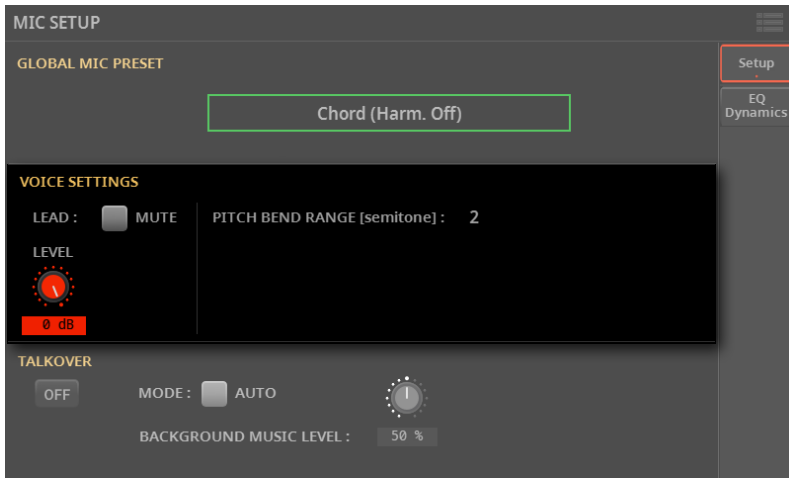 MIC SETUP
GLOBAL MIC PRESET
Setup
Chord (Harm. Off)
EQ
Dynamics
VOICE SETTINGS
LEAD : MUTE PITCH BEND RANGE [semitone] : 2
LEVEL
0 dB
TALKOVER
OFF MODE : AUTO
BACKGROUND MUSIC LEVEL : 50 %